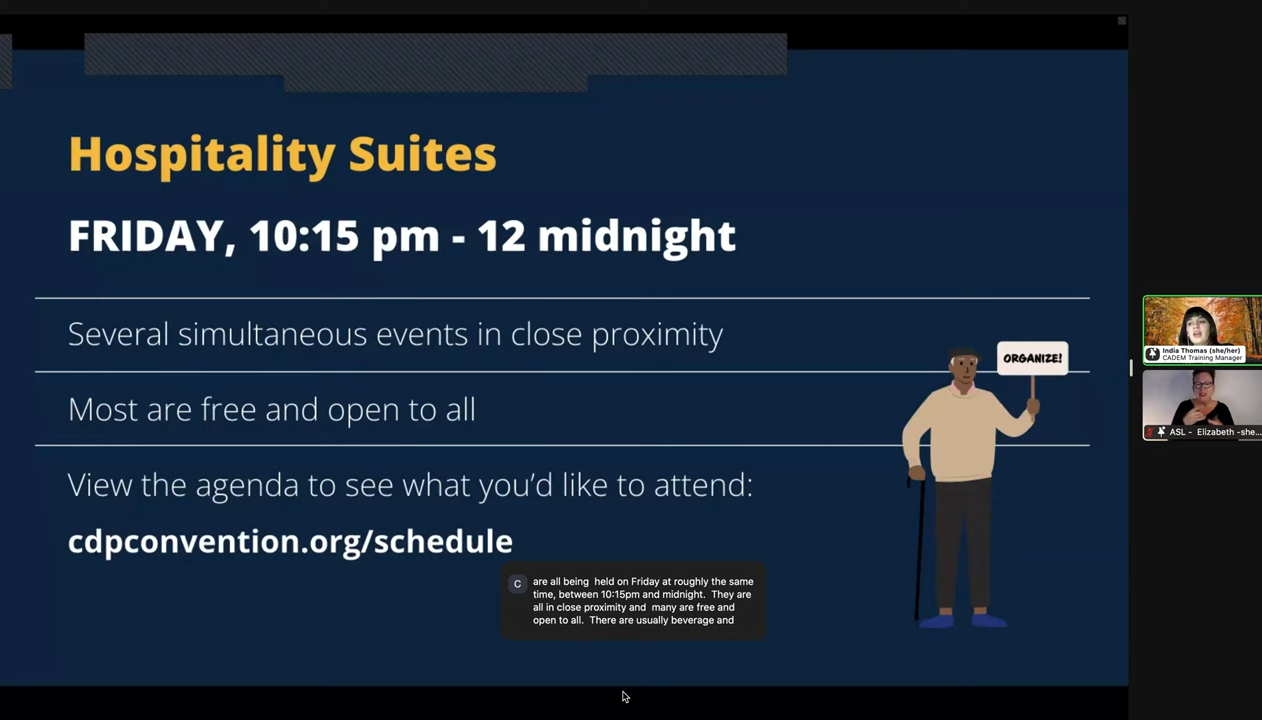 Hospitality Suites
FRIDAY, 10:15 pm - 12 midnight
Several simultaneous events in close proximity
Most are free and open to all
View the agenda to see what you'd like to attend:
cdpconvention.org/schedule
ORGANIZE!
C
are all being held on Friday at roughly the same
time, between 10:15pm and midnight. They are
all in close proximity and many are free and
open to all. There are usually beverage and
India Thomas (she/her)
CADEM Training Manager
ASL - Elizabeth -she...